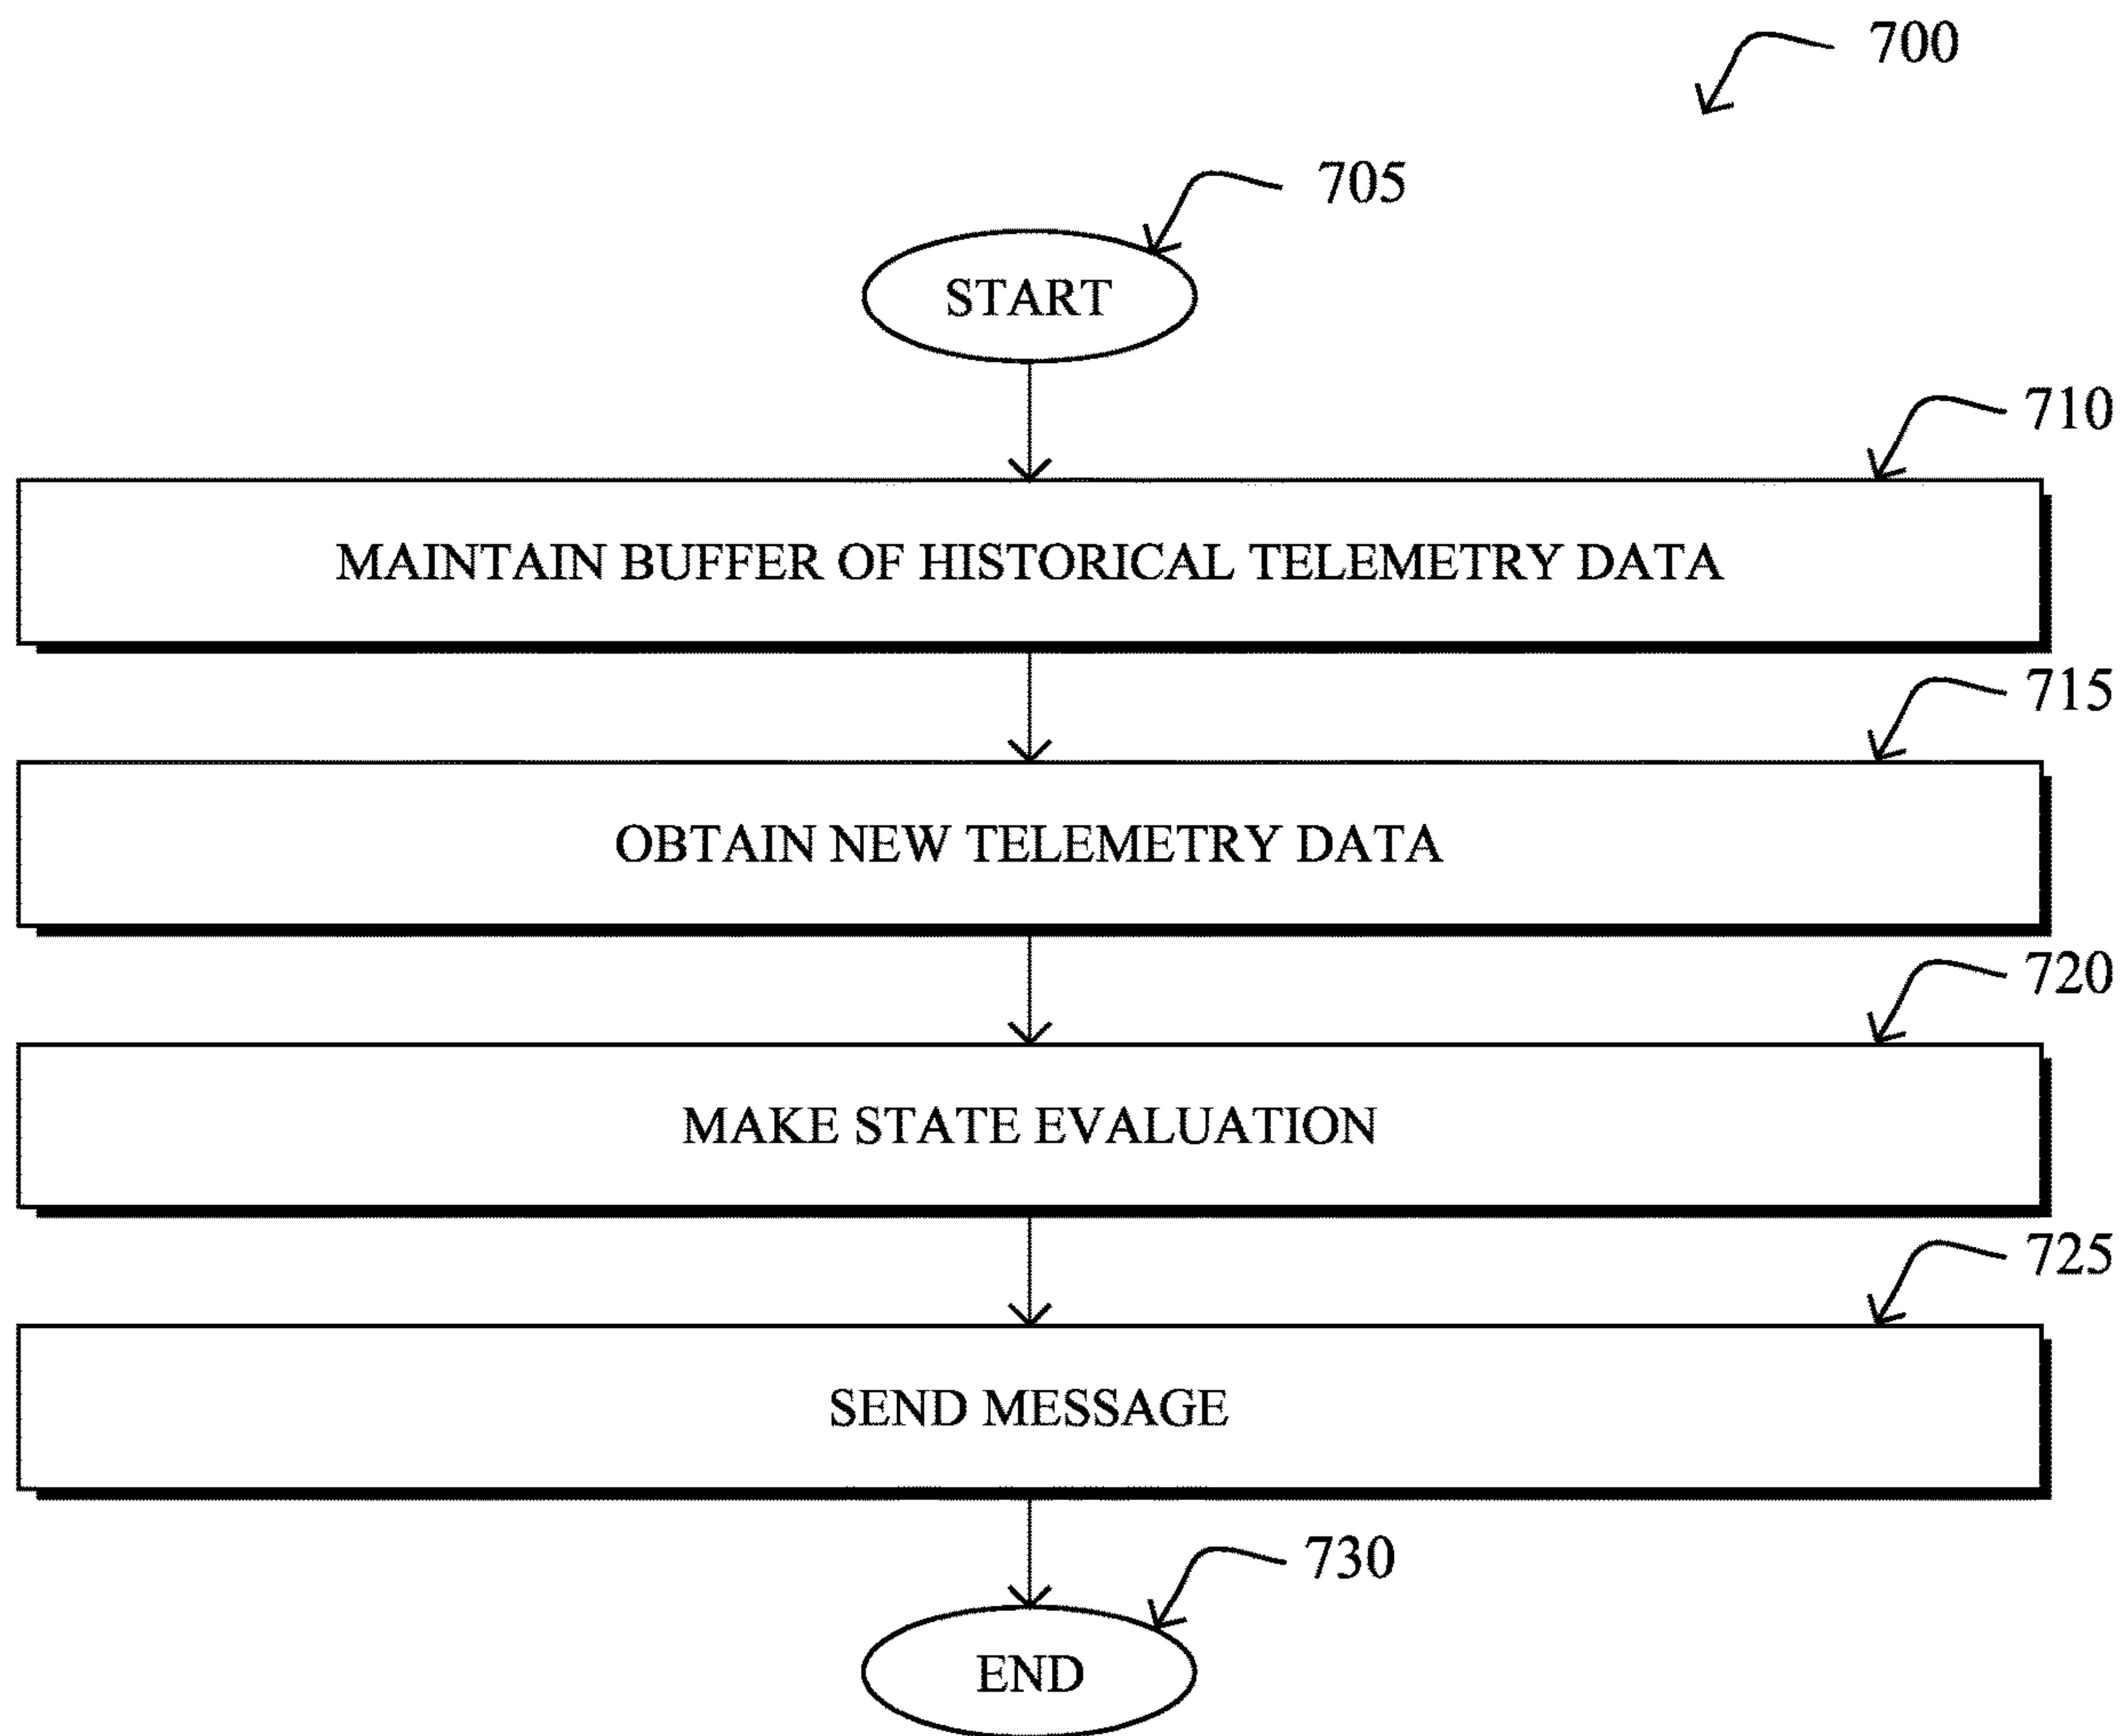 700
705
START
710
MAINTAIN BUFFER OF HISTORICAL TELEMETRY DATA
715
OBTAIN NEW TELEMETRY DATA
720
MAKE STATE EVALUATION
725
SEND MESSAGE
730
END